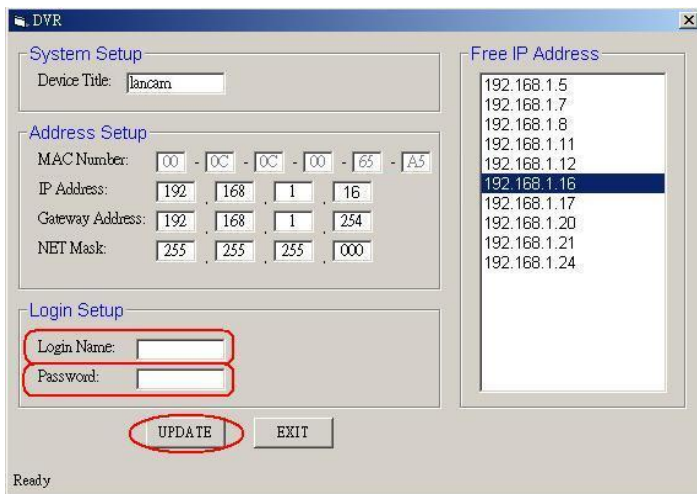 DVR
System Setup
Device Title: lancam
Address Setup
MAC Number: 00 - 0C - 0C - 00 - 65 - A5
IP Address: 192 . 168 . 1 . 16
Gateway Address: 192 . 168 . 1 . 254
NET Mask: 255 . 255 . 255 . 000
Login Setup
Login Name:
Password:
UPDATE EXIT
Ready
Free IP Address
192.168.1.5
192.168.1.7
192.168.1.8
192.168.1.11
192.168.1.12
192.168.1.16
192.168.1.17
192.168.1.20
192.168.1.21
192.168.1.24